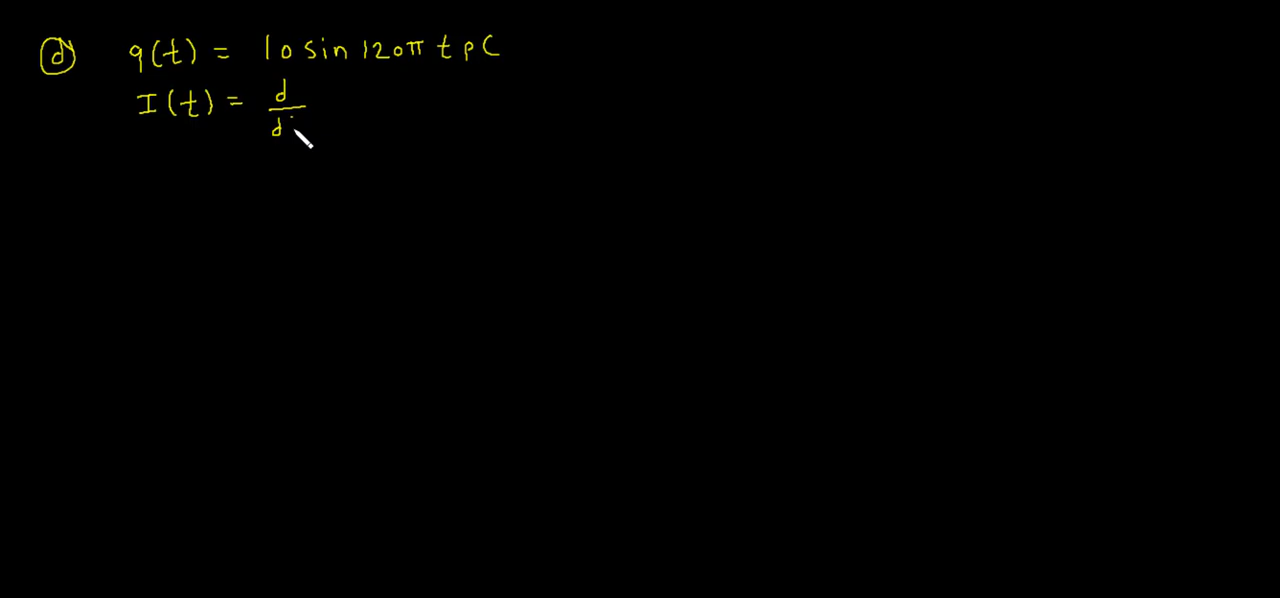 d q(t) = 10 sin 120π t pC
I(t) = d/d